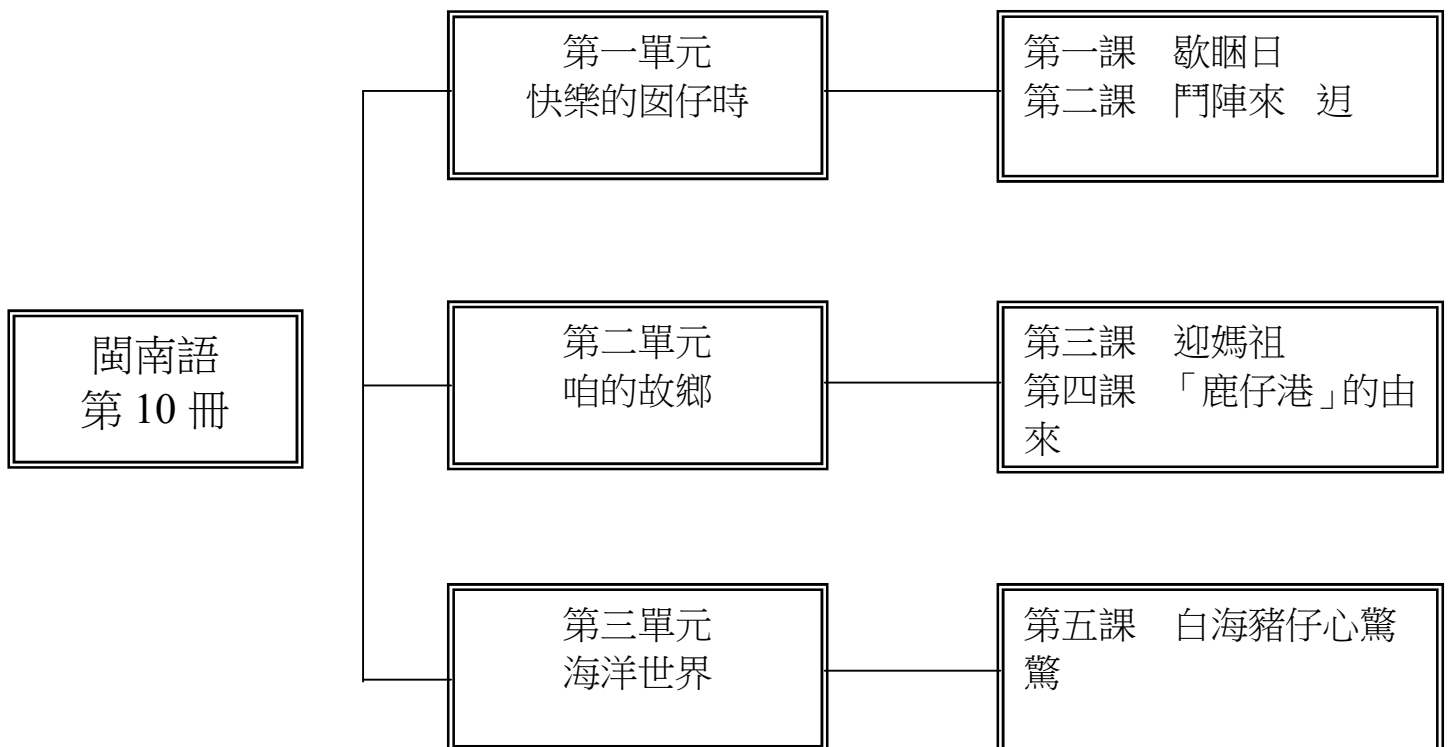 閩南語
第 10 冊
第一單元
快樂的囡仔時
第一課　歇睏日
第二課　鬥陣來　迌
第二單元
咱的故鄉
第三課　迎媽祖
第四課　「鹿仔港」的由
來
第三單元
海洋世界
第五課　白海豬仔心驚
驚